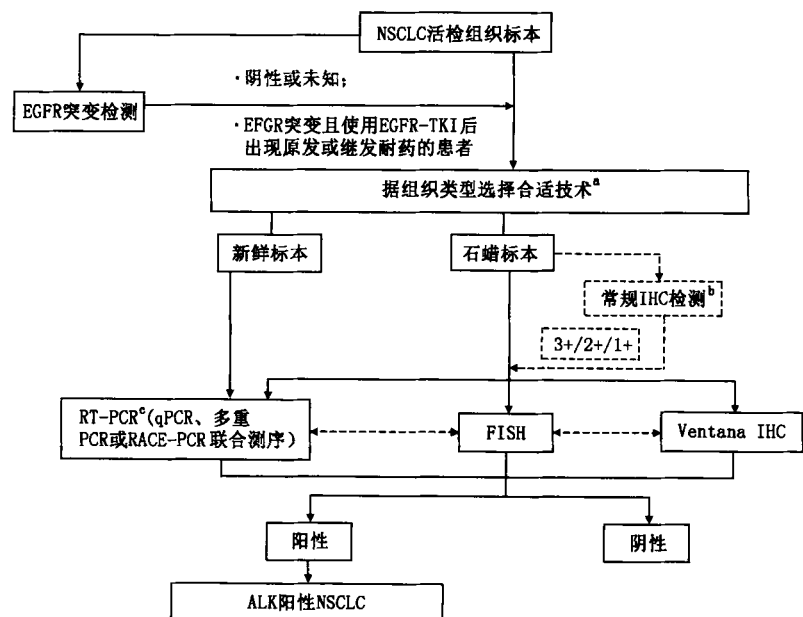 NSCLC活检组织标本
·阴性或未知;
EGFR突变检测
·EFGR突变且使用EGFR-TKI后
出现原发或继发耐药的患者
据组织类型选择合适技术a
新鲜标本
石蜡标本
常规IHC检测b
3+/2+/1+
RT-PCRc(qPCR、多重
PCR或RACE-PCR联合测序)
FISH
Ventana IHC
阳性
阴性
ALK阳性NSCLC